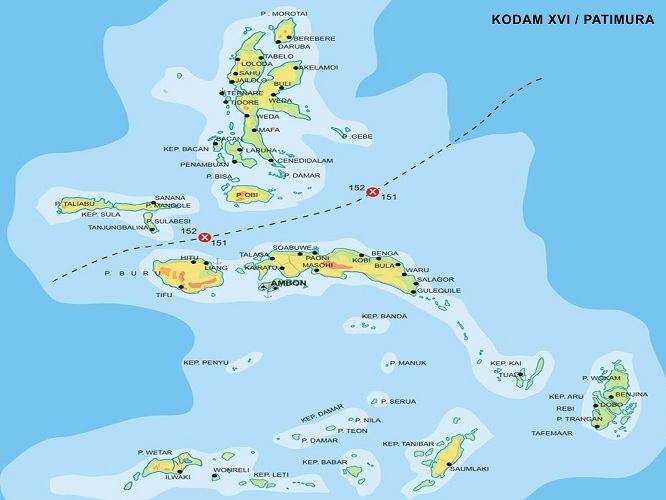 KODAM XVI / PATIMURA
P . MOROTAI
BEREBERE
DARUBA
TABELO
LOLODA
AKELAMOI
SAHU
JAILOLO
BULI
TERNARE
TIDORE
WEDA
WEDA
MAFA
P. GEBE
BACAN
KEP. BACAN
LABUHA
PENAMBUAN
CENEDIDALAM
P. BISA
P. DAMAR
152
151
P. OBI
SANANA
P. TALIABU
P. MANGOLE
KEP. SULA
P. SULABESI
TANJUNGBALINA
152
151
SOABUWE
TALAGA
PAONI
BENGA
HITU
KOBI
LIANG
KAIRATU
MASOHI
BULA
P. BURU
WARU
SALAGOR
AMBON
GULEQUILE
TIFU
KEP. BANDA
KEP. PENYU
P. MANUK
KEP. KAI
TUAL
P. WOKAM
BENJINA
KEP. ARU
DOBO
REBI
P. SERUA
KEP. DAMAR
P. NILA
P. TRANGAN
P. TEON
TAFEMAAR
P. DAMAR
KEP. TANIBAR
P. WETAR
KEP. BABAR
SAUMLAKI
WONRELI
ILWAKI
KEP. LETI